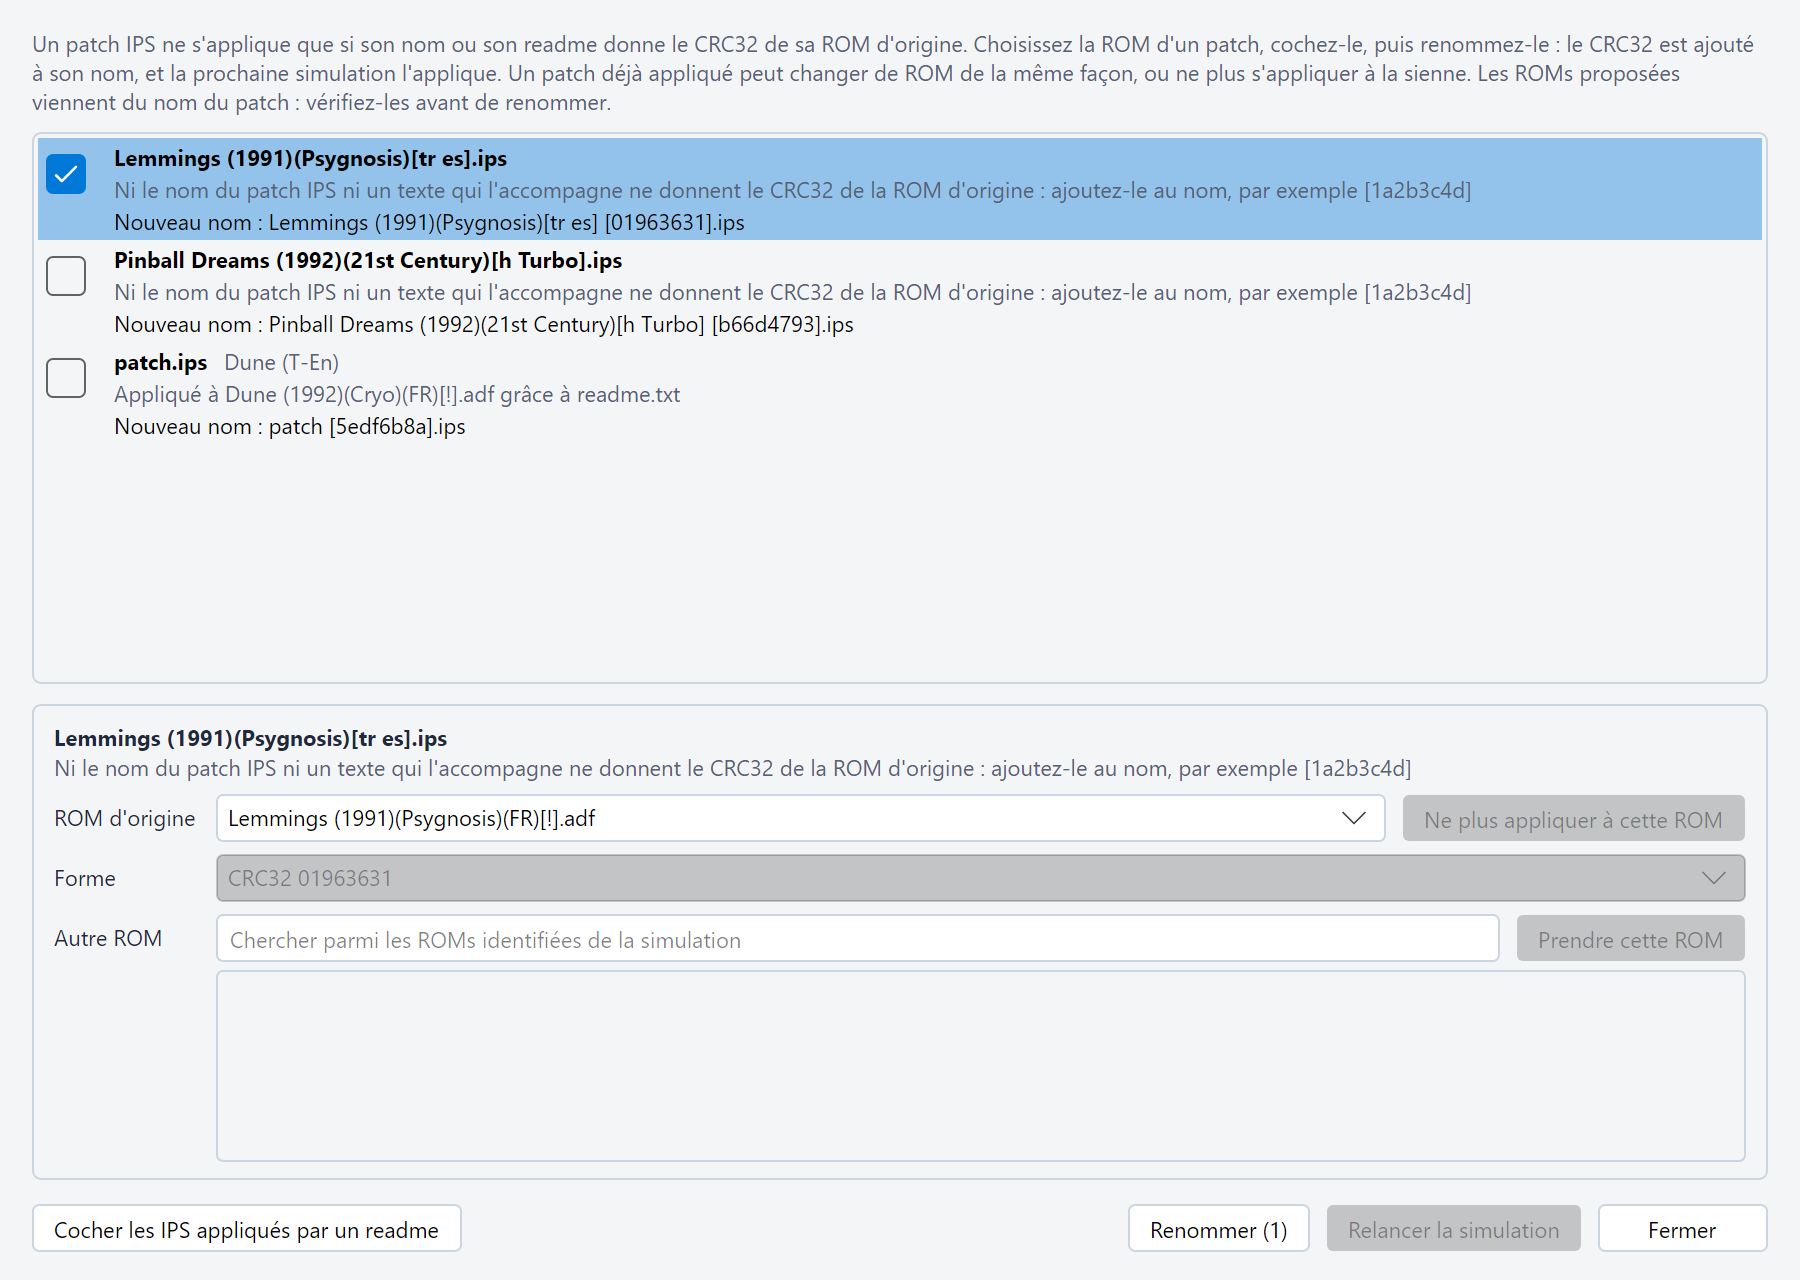 Un patch IPS ne s'applique que si son nom ou son readme donne le CRC32 de sa ROM d'origine. Choisissez la ROM d'un patch, cochez-le, puis renommez-le : le CRC32 est ajouté
à son nom, et la prochaine simulation l'applique. Un patch déjà appliqué peut changer de ROM de la même façon, ou ne plus s'appliquer à la sienne. Les ROMs proposées
viennent du nom du patch : vérifiez-les avant de renommer.
Lemmings (1991)(Psygnosis)[tr es].ips
Ni le nom du patch IPS ni un texte qui l'accompagne ne donnent le CRC32 de la ROM d'origine : ajoutez-le au nom, par exemple [1a2b3c4d]
Nouveau nom : Lemmings (1991)(Psygnosis)[tr es] [01963631].ips
Pinball Dreams (1992)(21st Century)[h Turbo].ips
Ni le nom du patch IPS ni un texte qui l'accompagne ne donnent le CRC32 de la ROM d'origine : ajoutez-le au nom, par exemple [1a2b3c4d]
Nouveau nom : Pinball Dreams (1992)(21st Century)[h Turbo] [b66d4793].ips
patch.ips Dune (T-En)
Appliqué à Dune (1992)(Cryo)(FR)[!].adf grâce à readme.txt
Nouveau nom : patch [5edf6b8a].ips
Lemmings (1991)(Psygnosis)[tr es].ips
Ni le nom du patch IPS ni un texte qui l'accompagne ne donnent le CRC32 de la ROM d'origine : ajoutez-le au nom, par exemple [1a2b3c4d]
ROM d'origine Lemmings (1991)(Psygnosis)(FR)[!].adf Ne plus appliquer à cette ROM
Forme CRC32 01963631
Autre ROM Chercher parmi les ROMs identifiées de la simulation Prendre cette ROM
Cocher les IPS appliqués par un readme Renommer (1) Relancer la simulation Fermer